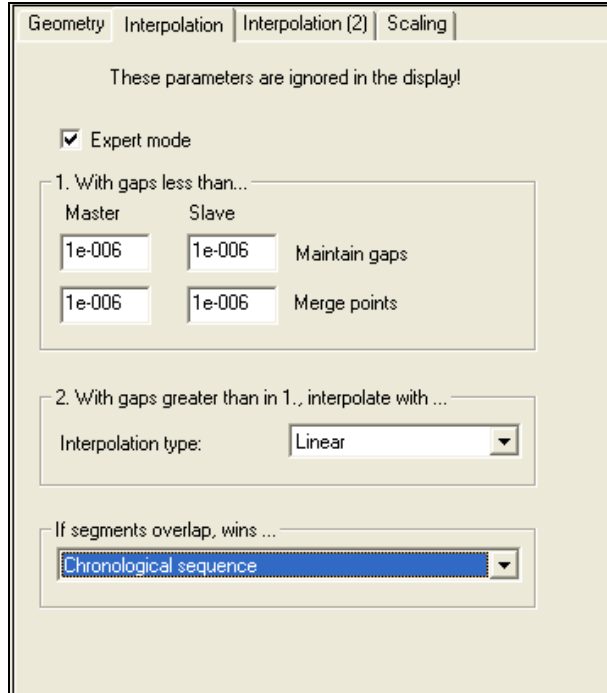 Geometry Interpolation Interpolation (2) Scaling
These parameters are ignored in the display!
Expert mode
1. With gaps less than...
Master Slave
1e-006 1e-006 Maintain gaps
1e-006 1e-006 Merge points
2. With gaps greater than in 1., interpolate with ...
Interpolation type: Linear
If segments overlap, wins ...
Chronological sequence